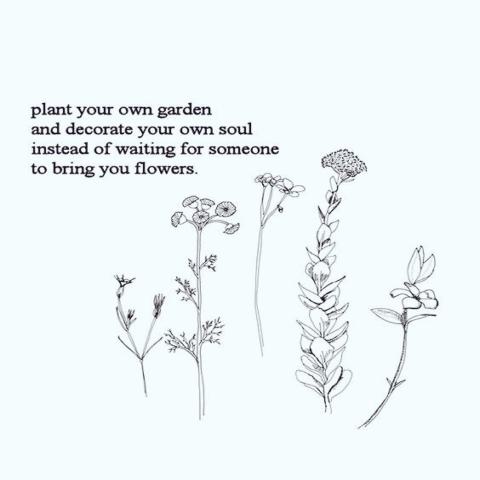 plant your own garden
and decorate your own soul
instead of waiting for someone
to bring you flowers.